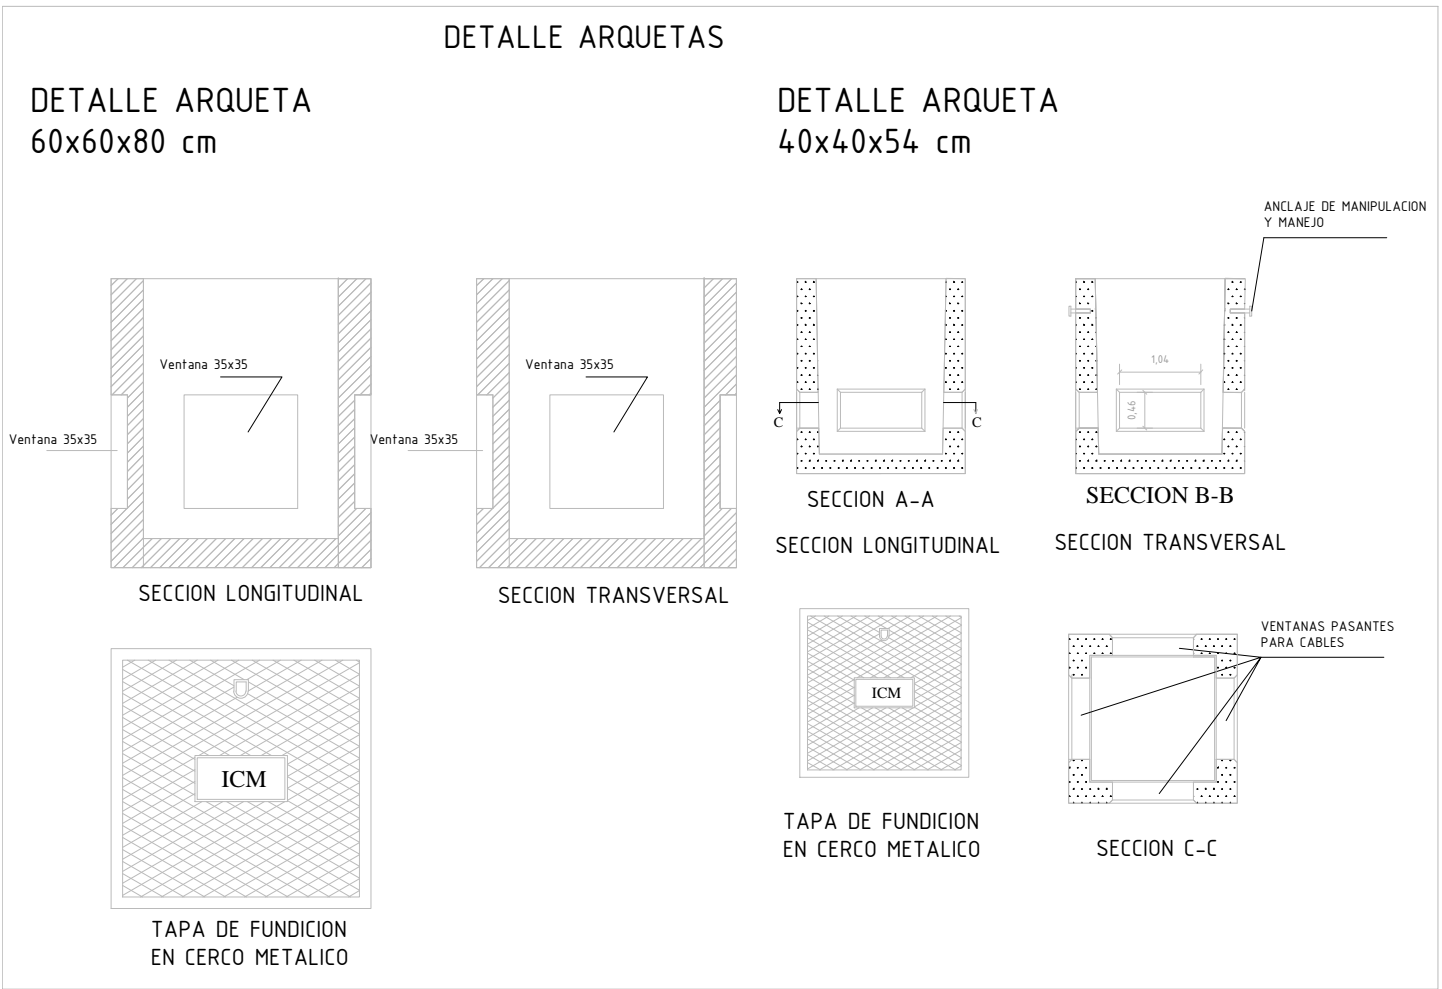 DETALLE ARQUETAS
DETALLE ARQUETA
60x60x80 cm
Ventana 35x35
Ventana 35x35
Ventana 35x35
Ventana 35x35
SECCION LONGITUDINAL
SECCION TRANSVERSAL
ICM
TAPA DE FUNDICION
EN CERCO METALICO
DETALLE ARQUETA
40x40x54 cm
ANCLAJE DE MANIPULACION
Y MANEJO
1,04
0,46
C
C
SECCION A-A
SECCION LONGITUDINAL
SECCION B-B
SECCION TRANSVERSAL
ICM
TAPA DE FUNDICION
EN CERCO METALICO
VENTANAS PASANTES
PARA CABLES
SECCION C-C